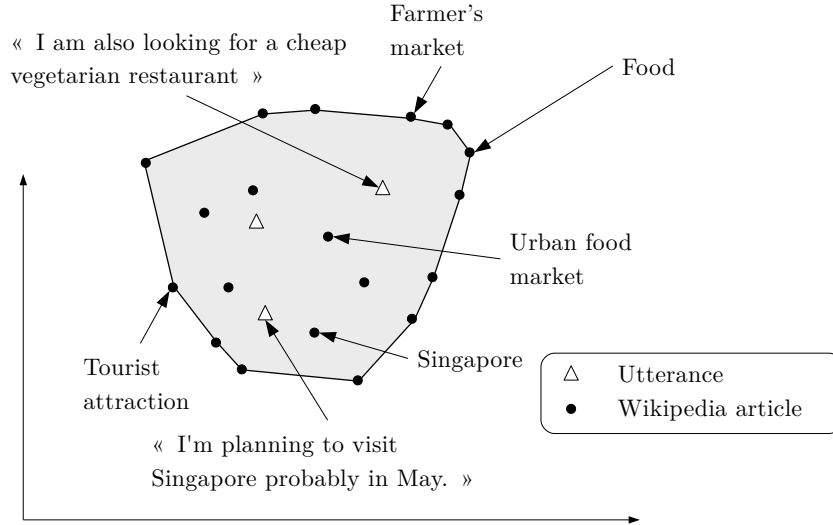 Farmer's
market
« I am also looking for a cheap
vegetarian restaurant »
Food
Urban food
market
Singapore
Tourist
attraction
« I'm planning to visit
Singapore probably in May. »
Utterance
Wikipedia article